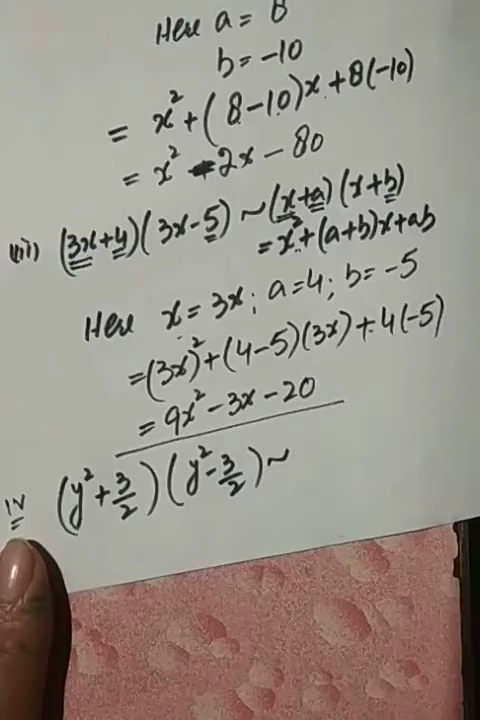 Here a = 8
b = -10
= x² + (8-10)x + 8(-10)
= x² - 2x - 80
(iii) (3x+4)(3x-5) ~ (x+a)(x+b)
= x² + (a+b)x + ab
Here x = 3x; a = 4; b = -5
= (3x)² + (4-5)(3x) + 4(-5)
= 9x² - 3x - 20
iv (y² + 3/2)(y² - 3/2) ~